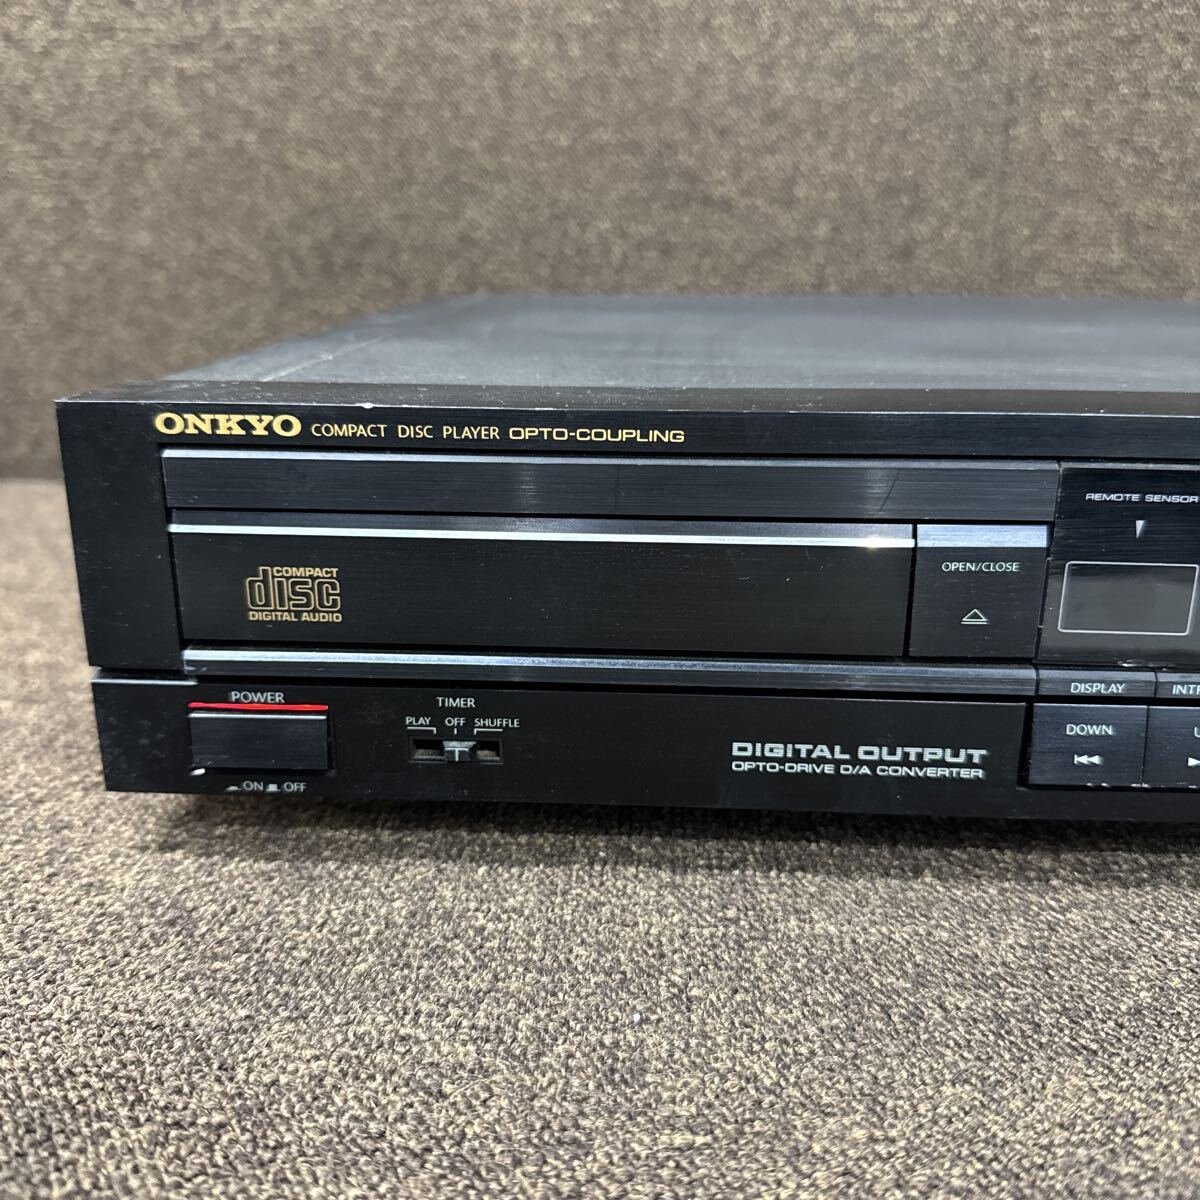 ONKYO COMPACT DISC PLAYER OPTO-COUPLING
REMOTE SENSOR
OPEN/CLOSE
COMPACT
disc
DIGITAL AUDIO
DISPLAY
POWER
TIMER
PLAY OFF SHUFFLE
DOWN
DIGITAL OUTPUT
OPTO-DRIVE D/A CONVERTER
ON OFF